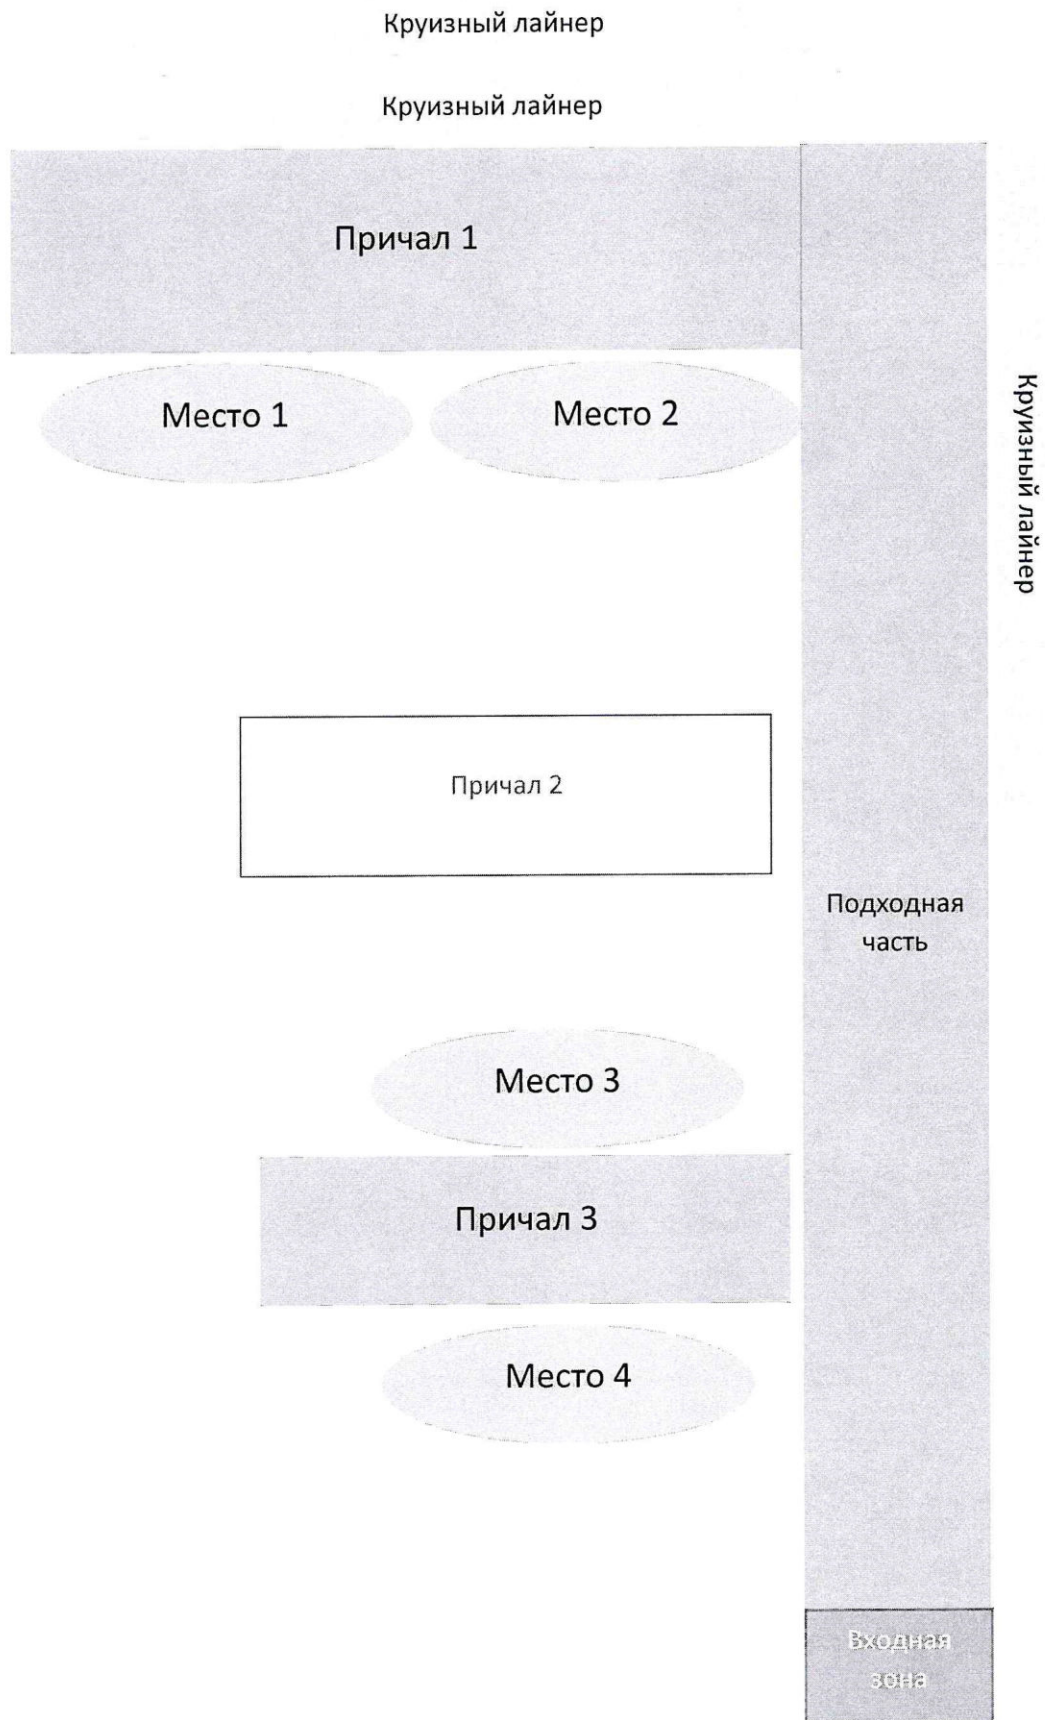 Круизный лайнер
Круизный лайнер
Причал 1
Место 1
Место 2
Круизный лайнер
Причал 2
Подходная
часть
Место 3
Причал 3
Место 4
Входная
зона